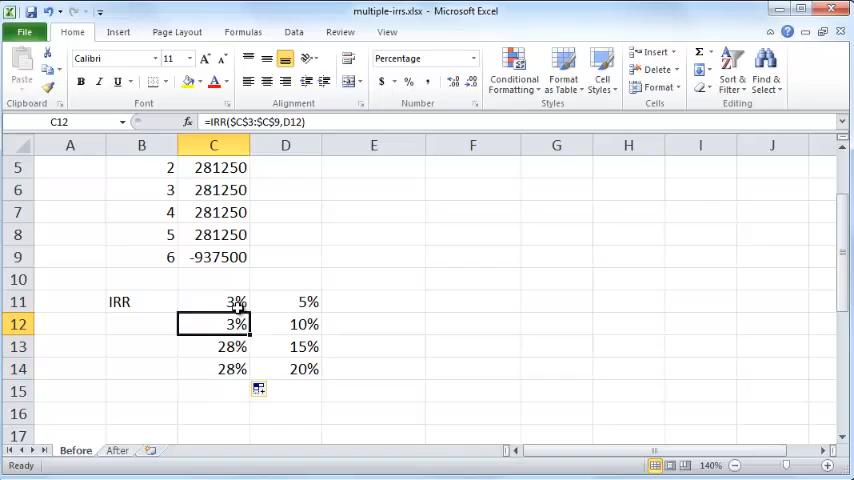 multiple-irrs.xlsx - Microsoft Excel
File Home Insert Page Layout Formulas Data Review View
Calibri 11 A A Percentage Insert Σ
Paste B I U A $ % , Conditional Formatting Format as Table Cell Styles Delete Format Sort & Filter Find & Select
Clipboard Font Alignment Number Styles Cells Editing
C12 fx =IRR($C$3:$C$9,D12)
A B C D E F G H I J
5 2 281250
6 3 281250
7 4 281250
8 5 281250
9 6 -937500
10
11 IRR 3% 5%
12 3% 10%
13 28% 15%
14 28% 20%
15
16
17
Before After
Ready 140%